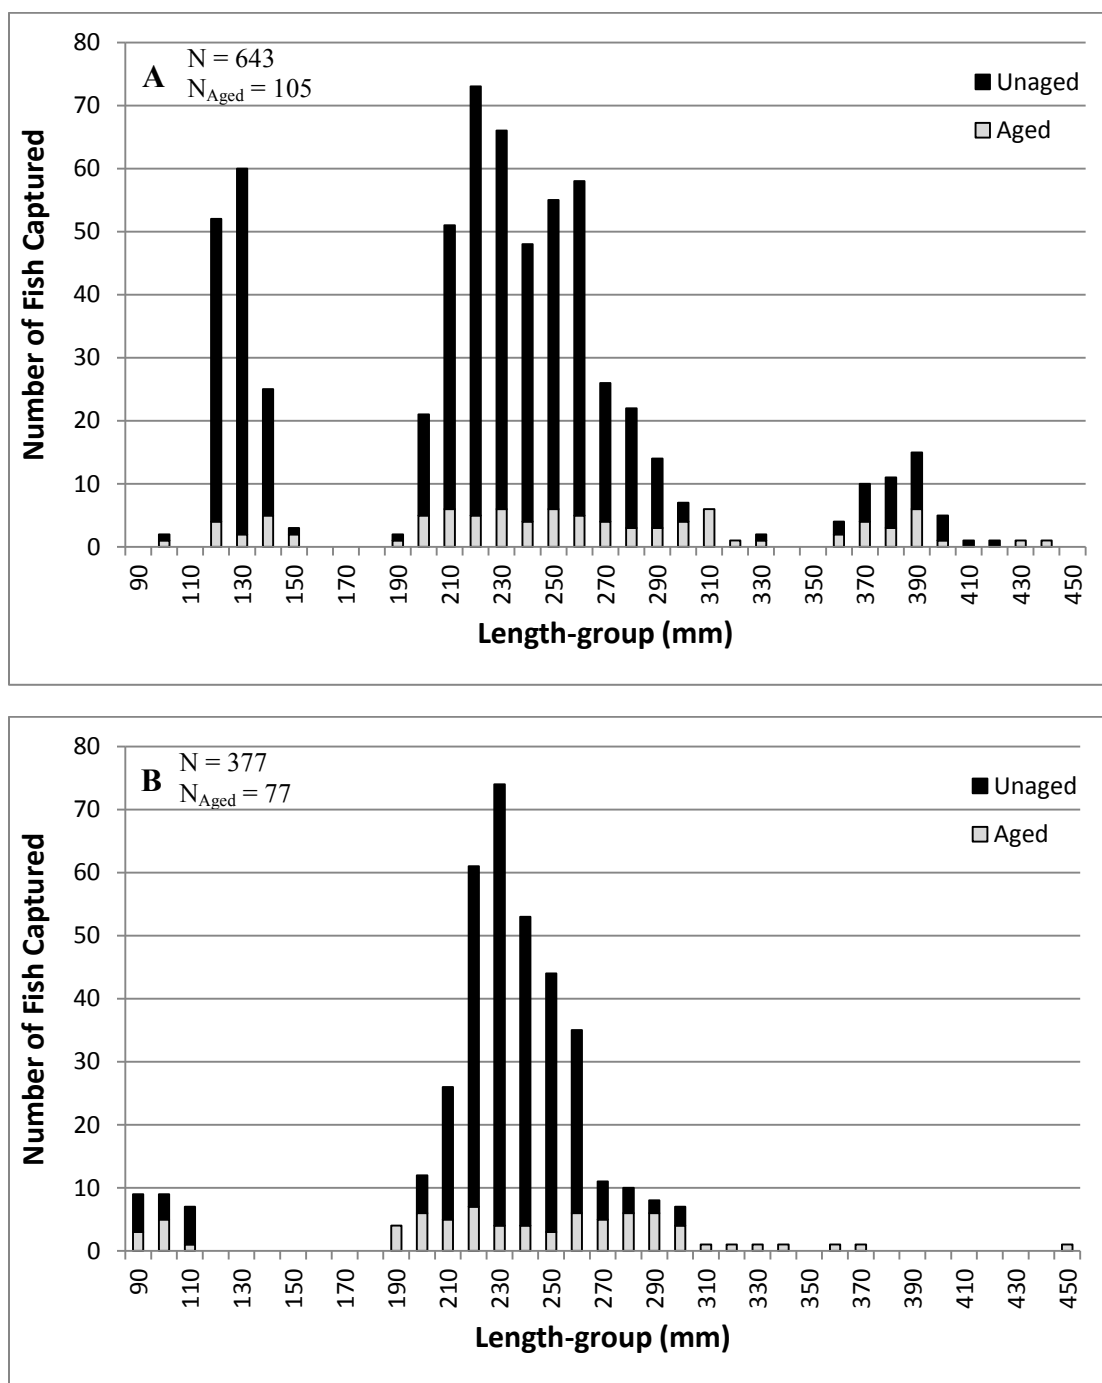 A
N = 643
N_Aged = 105
Unaged
Aged
Number of Fish Captured
80
70
60
50
40
30
20
10
0
90 110 130 150 170 190 210 230 250 270 290 310 330 350 370 390 410 430 450
Length-group (mm)
B
N = 377
N_Aged = 77
Unaged
Aged
Number of Fish Captured
80
70
60
50
40
30
20
10
0
90 110 130 150 170 190 210 230 250 270 290 310 330 350 370 390 410 430 450
Length-group (mm)